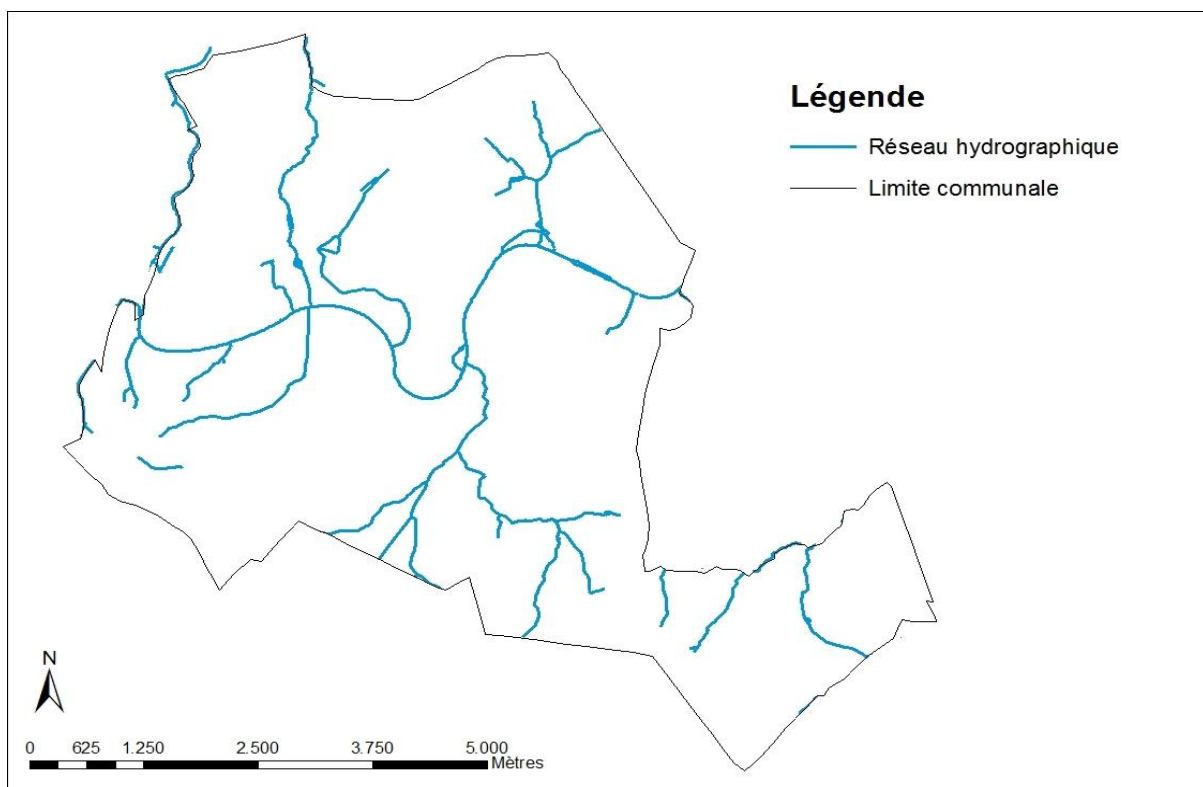 Légende
Réseau hydrographique
Limite communale
N
0 625 1.250 2.500 3.750 5.000
Mètres